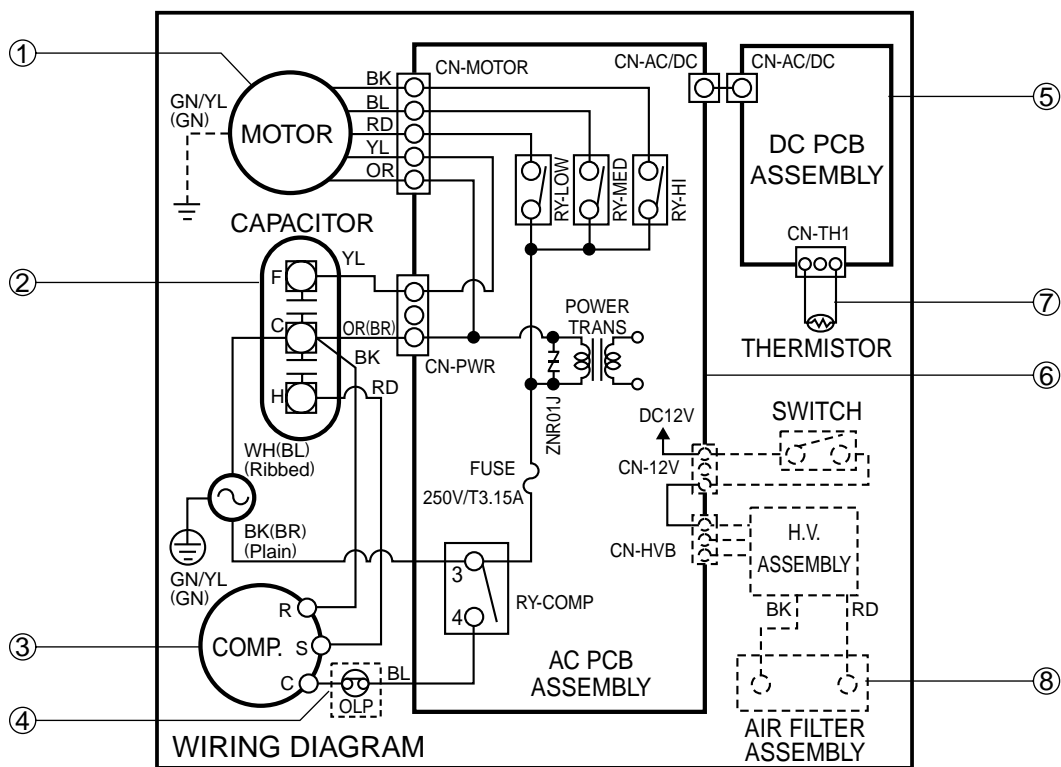 1
BK
BL
RD
YL
OR
GN/YL
(GN)
MOTOR
CN-MOTOR
CN-AC/DC
CN-AC/DC
5
DC PCB
ASSEMBLY
RY-LOW
RY-MED
RY-HI
CN-TH1
7
THERMISTOR
CAPACITOR
2
F
YL
C
OR(BR)
BK
H
RD
CN-PWR
POWER
TRANS
ZNR01J
6
WH(BL)
(Ribbed)
FUSE
250V/T3.15A
DC12V
CN-12V
SWITCH
BK(BR)
(Plain)
GN/YL
(GN)
CN-HVB
H.V.
ASSEMBLY
BK
RD
3
4
RY-COMP
3
COMP.
R
S
C
BL
OLP
4
AC PCB
ASSEMBLY
8
AIR FILTER
ASSEMBLY
WIRING DIAGRAM